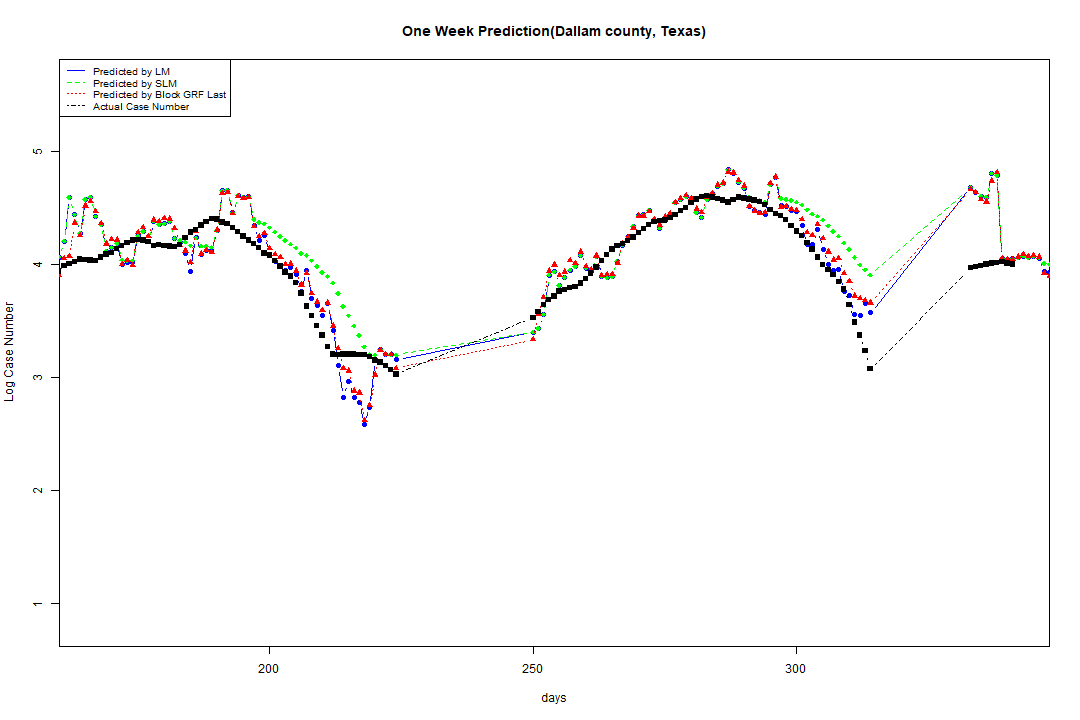 One Week Prediction(Dallam county, Texas)
Predicted by LM
Predicted by SLM
Predicted by Block GRF Last
Actual Case Number
5
4
3
2
1
Log Case Number
200
250
300
days